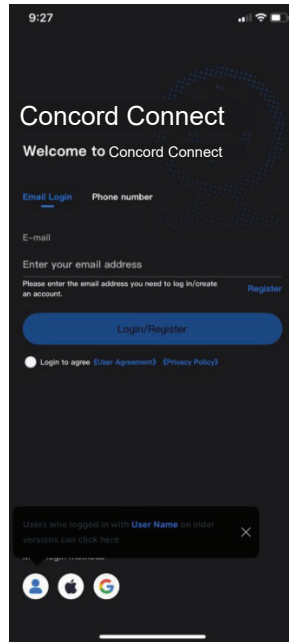 9:27
Concord Connect
Welcome to Concord Connect
Email Login Phone number
E-mail
Enter your email address
Please enter the email address you need to log in/create
an account.
Register
Login/Register
Login to agree 《User Agreement》 《Privacy Policy》
Users who logged in with User Name on older
versions can click here
login methods
G